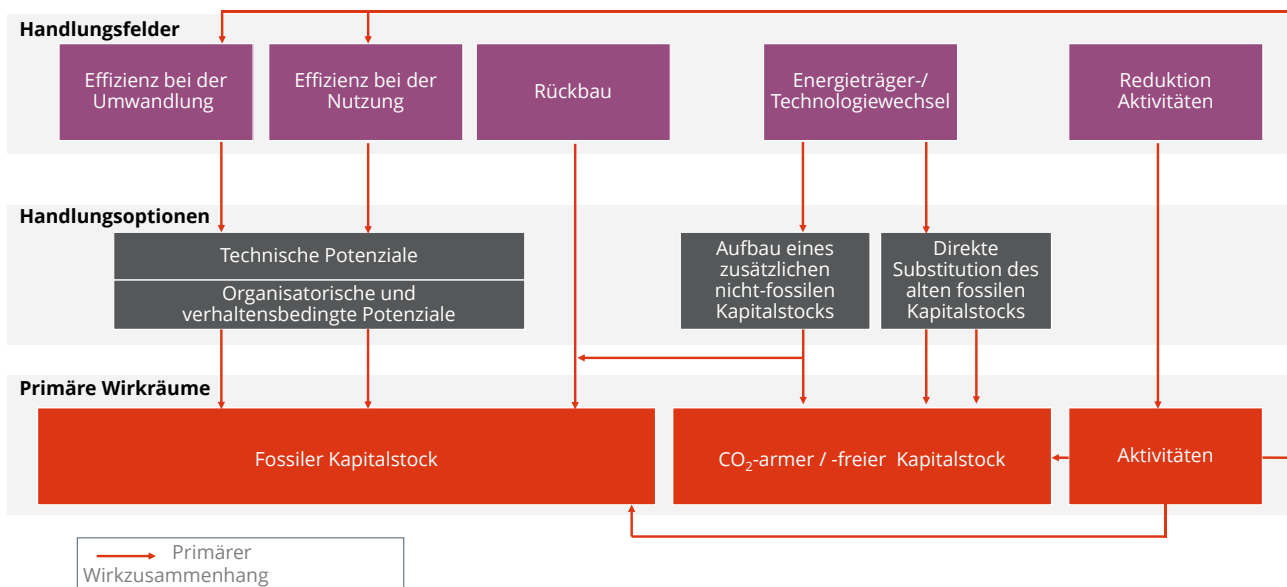 Handlungsfelder
Effizienz bei der
Umwandlung
Effizienz bei der
Nutzung
Rückbau
Energieträger-/
Technologiewechsel
Reduktion
Aktivitäten
Handlungsoptionen
Technische Potenziale
Organisatorische und
verhaltensbedingte Potenziale
Aufbau eines
zusätzlichen
nicht-fossilen
Kapitalstocks
Direkte
Substitution des
alten fossilen
Kapitalstocks
Primäre Wirkräume
Fossiler Kapitalstock
CO₂-armer / -freier Kapitalstock
Aktivitäten
Primärer
Wirkzusammenhang